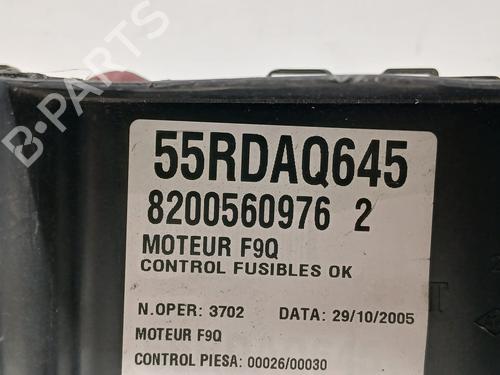 B-PARTS
55RDAQ645
8200560976 2
MOTEUR F9Q
CONTROL FUSIBLES OK
N.OPER: 3702 DATA: 29/10/2005
MOTEUR F9Q
CONTROL PIESA: 00026/00030